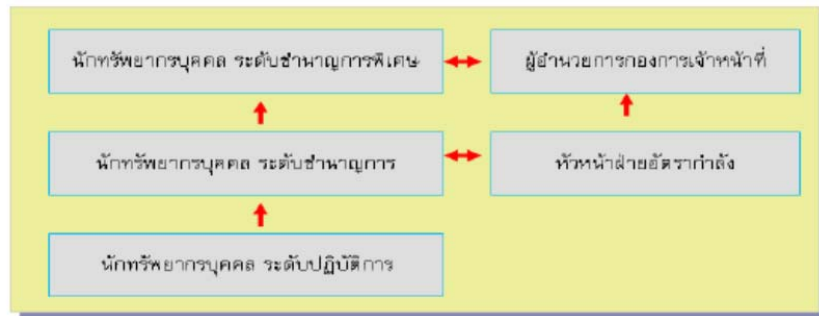 นักทรัพยากรบุคคล ระดับชำนาญการพิเศษ
ผู้อำนวยการกองการเจ้าหน้าที่
นักทรัพยากรบุคคล ระดับชำนาญการ
หัวหน้าฝ่ายอัตรากำลัง
นักทรัพยากรบุคคล ระดับปฏิบัติการ